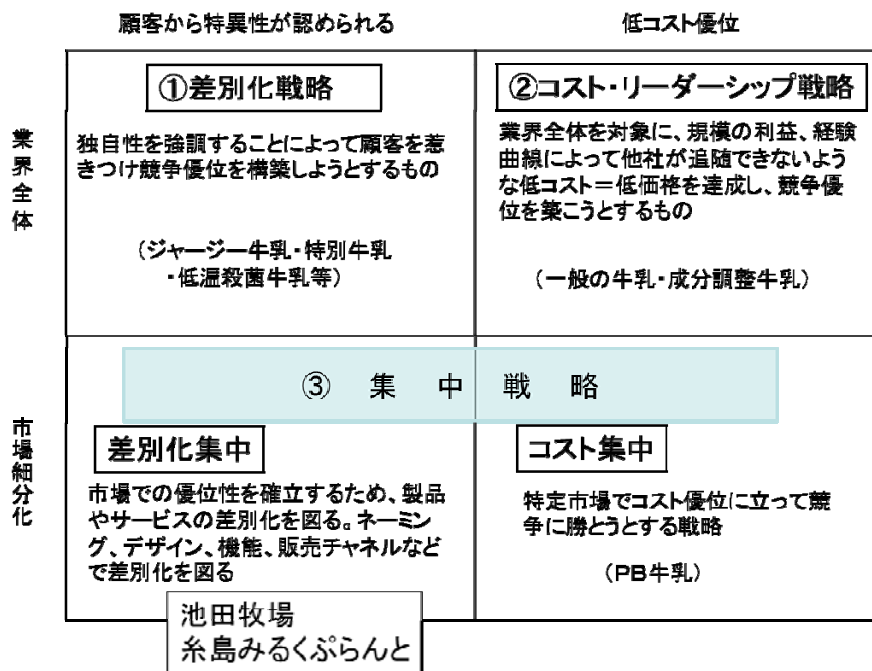 顧客から特異性が認められる
低コスト優位
業界全体
①差別化戦略
独自性を強調することによって顧客を惹
きつけ競争優位を構築しようとするもの
（ジャージー牛乳・特別牛乳
・低温殺菌牛乳等）
②コスト・リーダーシップ戦略
業界全体を対象に、規模の利益、経験
曲線によって他社が追随できないよう
な低コスト＝低価格を達成し、競争優
位を築こうとするもの
（一般の牛乳・成分調整牛乳）
③集中戦略
市場細分化
差別化集中
市場での優位性を確立するため、製品
やサービスの差別化を図る。ネーミン
グ、デザイン、機能、販売チャネルなど
で差別化を図る
池田牧場
糸島みるくぷらんと
コスト集中
特定市場でコスト優位に立って競
争に勝とうとする戦略
（PB牛乳）